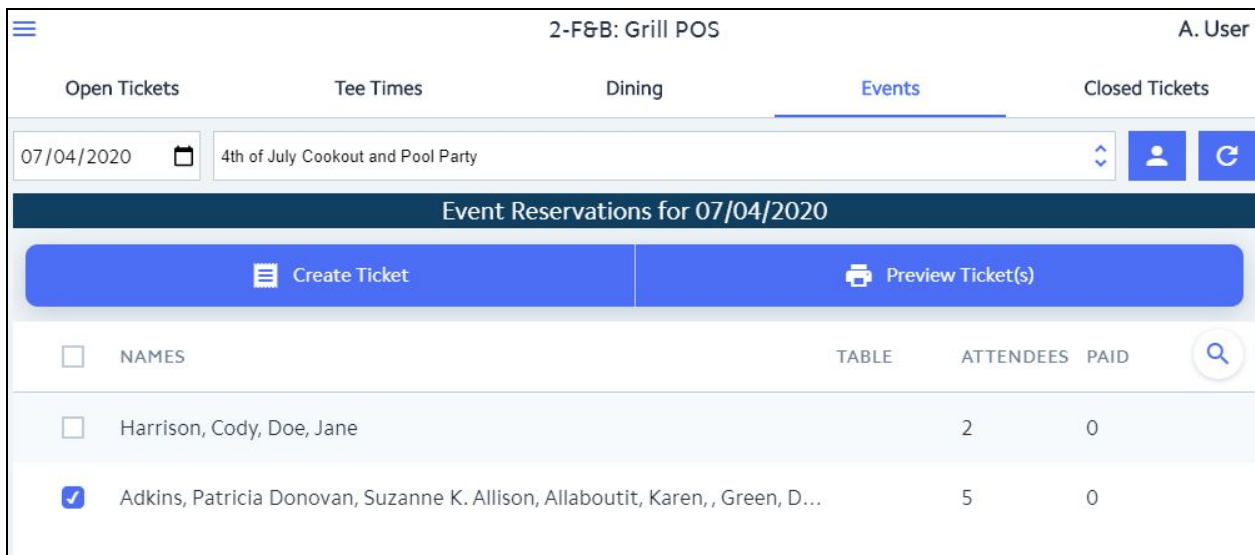 2-F&B: Grill POS A. User
Open Tickets Tee Times Dining Events Closed Tickets
07/04/2020 4th of July Cookout and Pool Party
Event Reservations for 07/04/2020
Create Ticket Preview Ticket(s)
NAMES TABLE ATTENDEES PAID
Harrison, Cody, Doe, Jane 2 0
Adkins, Patricia Donovan, Suzanne K. Allison, Allaboutit, Karen, , Green, D... 5 0